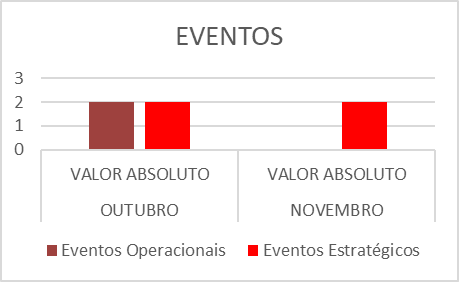 EVENTOS
3
2
1
0
VALOR ABSOLUTO VALOR ABSOLUTO
OUTUBRO NOVEMBRO
Eventos Operacionais Eventos Estratégicos